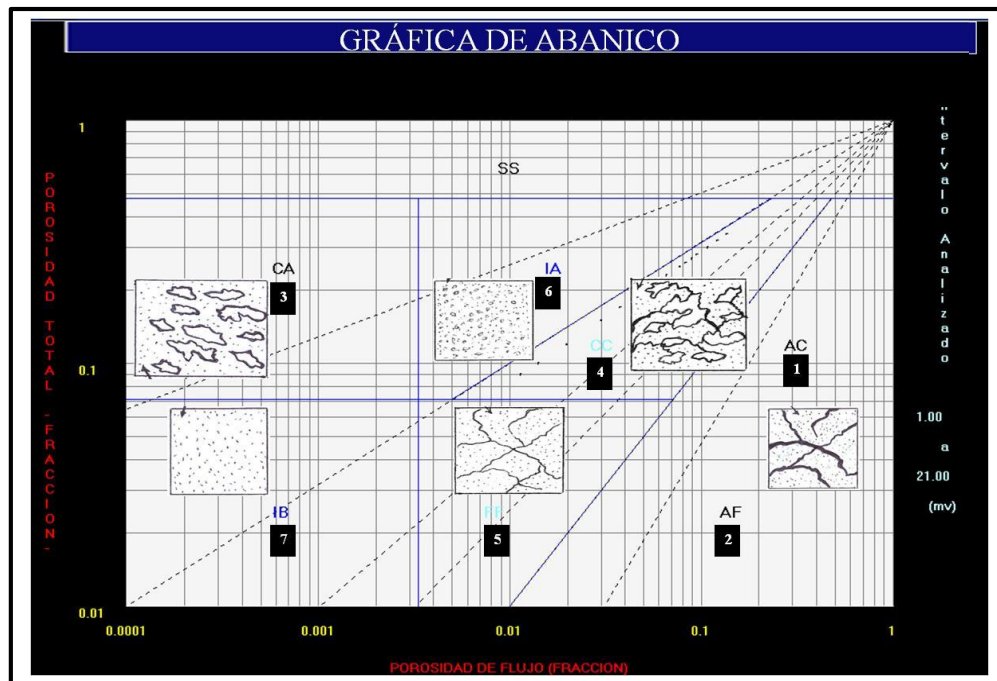 GRÁFICA DE ABANICO
POROSIDAD TOTAL -FRACCION-
1
0.1
0.01
SS
CA
3
IA
6
CC
4
AC
1
IB
7
5
AF
2
ntervalo Analizado
1.00
a
21.00
(mv)
0.0001
0.001
0.01
0.1
1
POROSIDAD DE FLUJO (FRACCION)